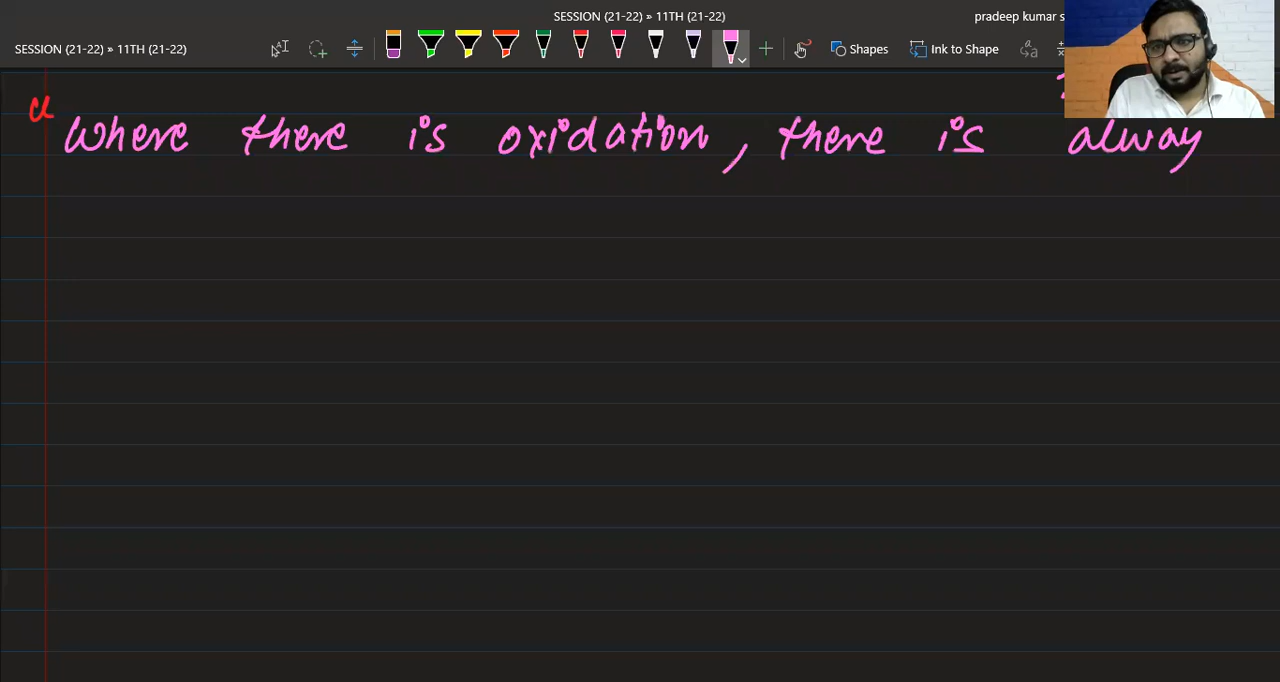 SESSION (21-22) » 11TH (21-22)
pradeep kumar s
SESSION (21-22) » 11TH (21-22)
Shapes
Ink to Shape
Where there is oxidation, there is alway